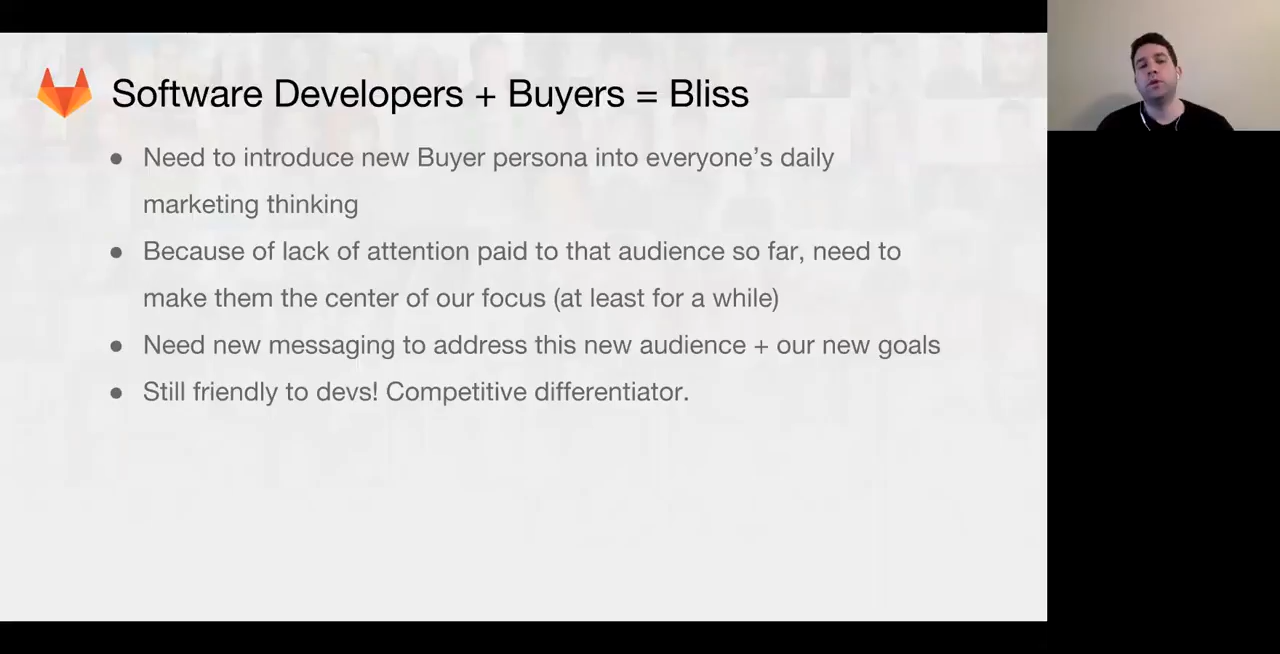 Software Developers + Buyers = Bliss
● Need to introduce new Buyer persona into everyone’s daily
marketing thinking
● Because of lack of attention paid to that audience so far, need to
make them the center of our focus (at least for a while)
● Need new messaging to address this new audience + our new goals
● Still friendly to devs! Competitive differentiator.